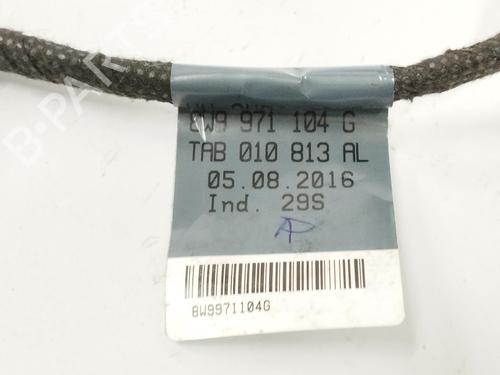 B-PARTS
8W9 971 104 G
TAB 010 813 AL
05.08.2016
Ind. 29S
8W9971104G